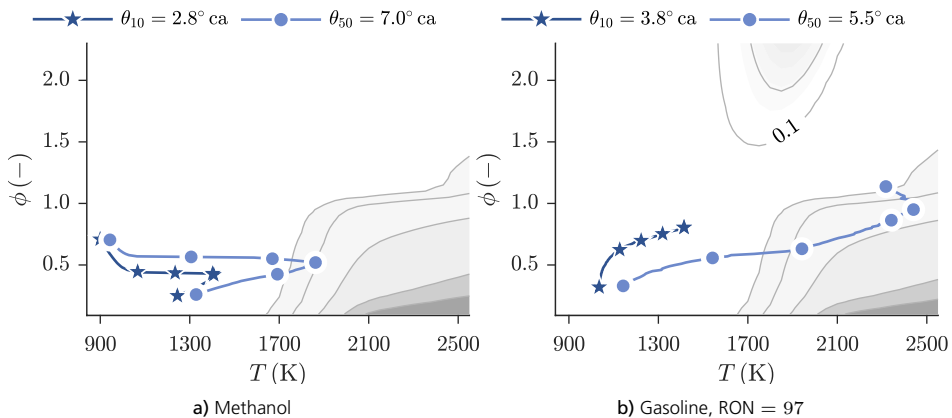 θ₁₀ = 2.8° ca
θ₅₀ = 7.0° ca
θ₁₀ = 3.8° ca
θ₅₀ = 5.5° ca
2.0
1.5
1.0
0.5
ϕ (−)
900
1300
1700
2100
2500
T (K)
a) Methanol
0.1
2.0
1.5
1.0
0.5
ϕ (−)
900
1300
1700
2100
2500
T (K)
b) Gasoline, RON = 97